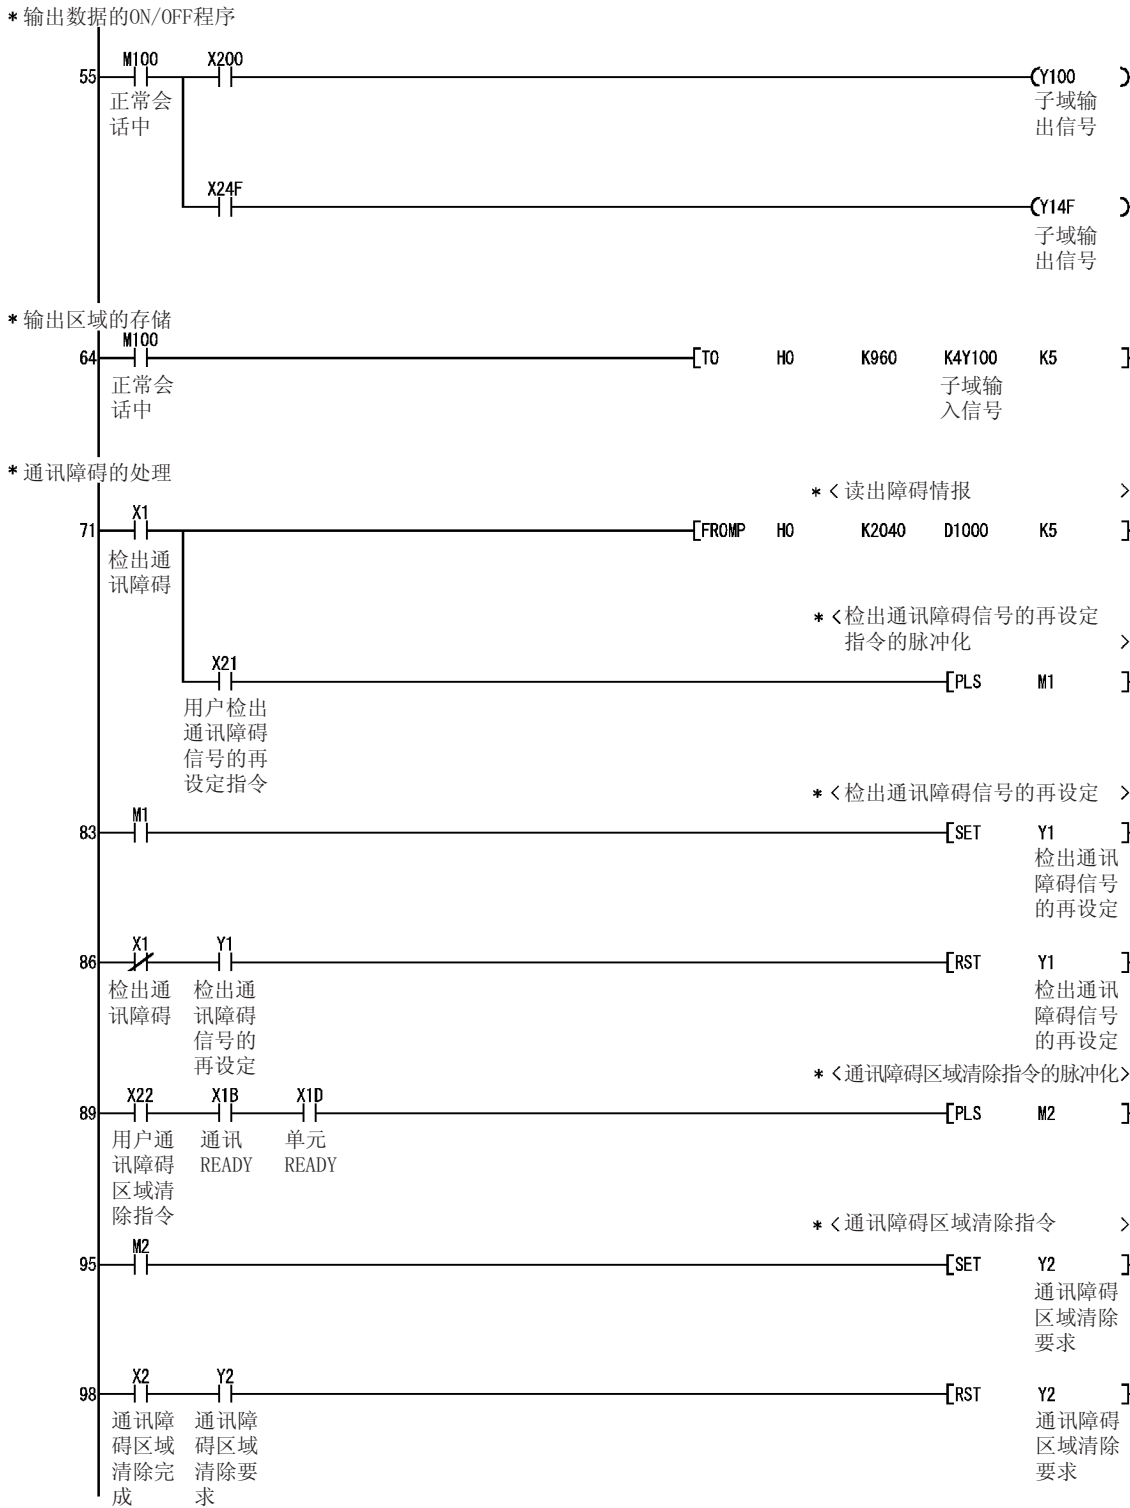 * 输出数据的ON/OFF程序
M100 X200
55 (Y100 )
正常会 子域输
话中 出信号
X24F
(Y14F )
子域输
出信号
* 输出区域的存储
M100
64 [TO H0 K960 K4Y100 K5 ]
正常会 子域输
话中 入信号
* 通讯障碍的处理
* <读出障碍情报 >
X1
71 [FROMP H0 K2040 D1000 K5 ]
检出通
讯障碍
* <检出通讯障碍信号的再设定
指令的脉冲化 >
X21
[PLS M1 ]
用户检出
通讯障碍
信号的再
设定指令
* <检出通讯障碍信号的再设定 >
M1
83 [SET Y1 ]
检出通讯
障碍信号
的再设定
X1 Y1
86 [RST Y1 ]
检出通 检出通 检出通讯
讯障碍 讯障碍 障碍信号
信号的 的再设定
再设定
* <通讯障碍区域清除指令的脉冲化>
X22 X1B X1D
89 [PLS M2 ]
用户通 通讯 单元
讯障碍 READY READY
区域清
除指令
* <通讯障碍区域清除指令 >
M2
95 [SET Y2 ]
通讯障碍
区域清除
要求
X2 Y2
98 [RST Y2 ]
通讯障 通讯障 通讯障碍
碍区域 碍区域 区域清除
清除完 清除要 要求
成 求